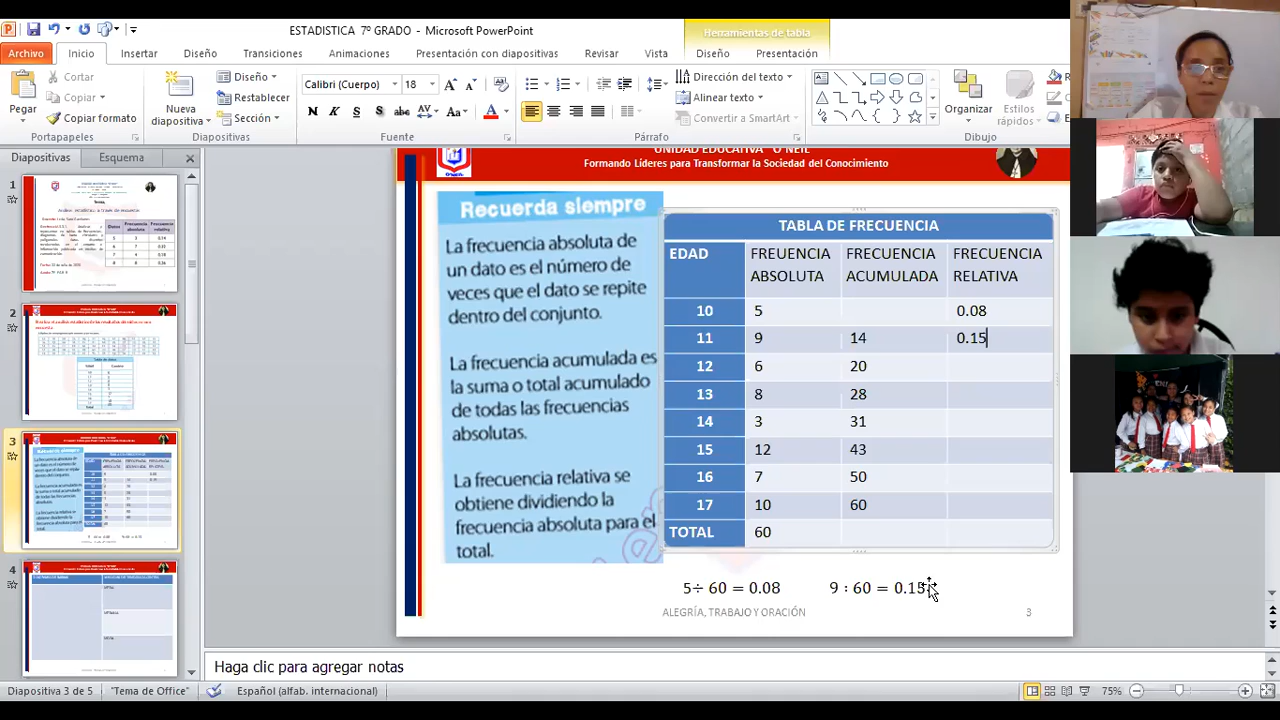 ESTADISTICA 7º GRADO - Microsoft PowerPoint
Herramientas de tabla
Archivo
Inicio
Insertar
Diseño
Transciones
Animaciones
Presentación con diapositivas
Revisar
Vista
Diseño
Presentación
Pegar
Cortar
Copiar
Copiar formato
Portapapeles
Nueva
diapositiva
Diseño
Restablecer
Sección
Diapositivas
Calibri (Cuerpo)
18
Fuente
Párrafo
Dirección del texto
Alinear texto
Convertir a SmartArt
Organizar
Estilos
rápidos
Dibujo
Diapositivas
Esquema
1
2
3
4
UNIDAD EDUCATIVA "O'NEIL"
Formando Líderes para Transformar la Sociedad del Conocimiento
Recuerda siempre
La frecuencia absoluta de
un dato es el número de
veces que el dato se repite
dentro del conjunto.
La frecuencia acumulada es
la suma o total acumulado
de todas las frecuencias
absolutas.
La frecuencia relativa se
obtiene dividiendo la
frecuencia absoluta para el
total.
TABLA DE FRECUENCIA
EDAD FREUENCIA ABSOLUTA FRECUENCIA ACUMULADA FRECUENCIA RELATIVA
10 5 0.08
11 9 14 0.15
12 6 20
13 8 28
14 3 31
15 12 43
16 7 50
17 10 60
TOTAL 60
5÷ 60 = 0.08 9 : 60 = 0.15
ALEGRÍA, TRABAJO Y ORACIÓN
3
Haga clic para agregar notas
Diapositiva 3 de 5
"Tema de Office"
Español (alfab. internacional)
75%